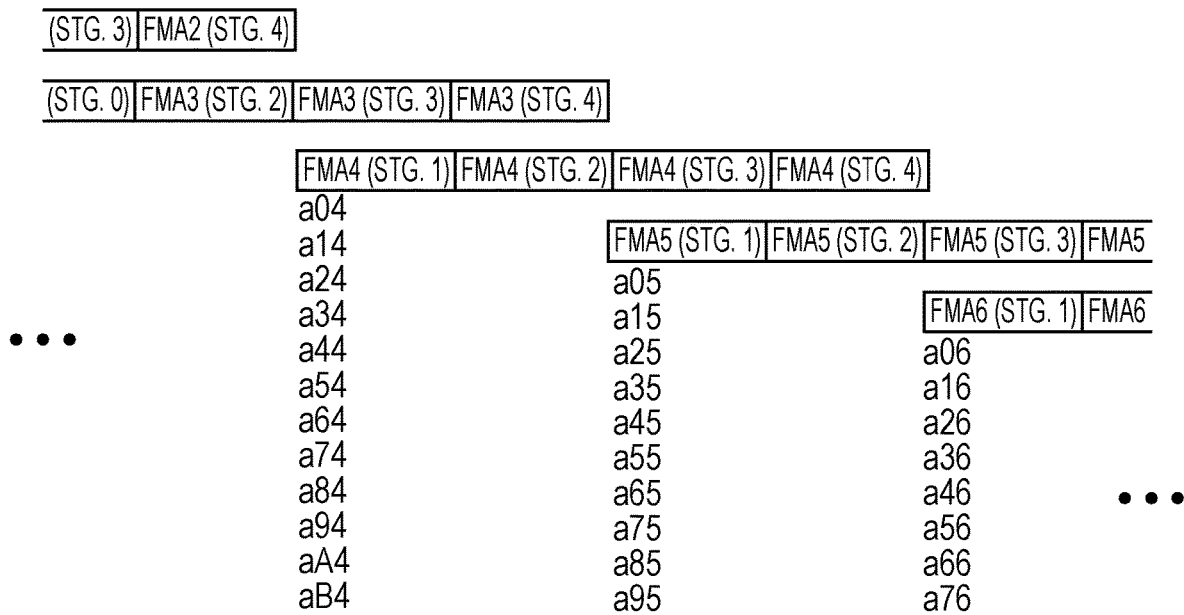 (STG. 3) FMA2 (STG. 4)
(STG. 0) FMA3 (STG. 2) FMA3 (STG. 3) FMA3 (STG. 4)
FMA4 (STG. 1) FMA4 (STG. 2) FMA4 (STG. 3) FMA4 (STG. 4)
a04
a14
a24
a34
a44
a54
a64
a74
a84
a94
aA4
aB4
FMA5 (STG. 1) FMA5 (STG. 2) FMA5 (STG. 3) FMA5
a05
a15
a25
a35
a45
a55
a65
a75
a85
a95
FMA6 (STG. 1) FMA6
a06
a16
a26
a36
a46
a56
a66
a76